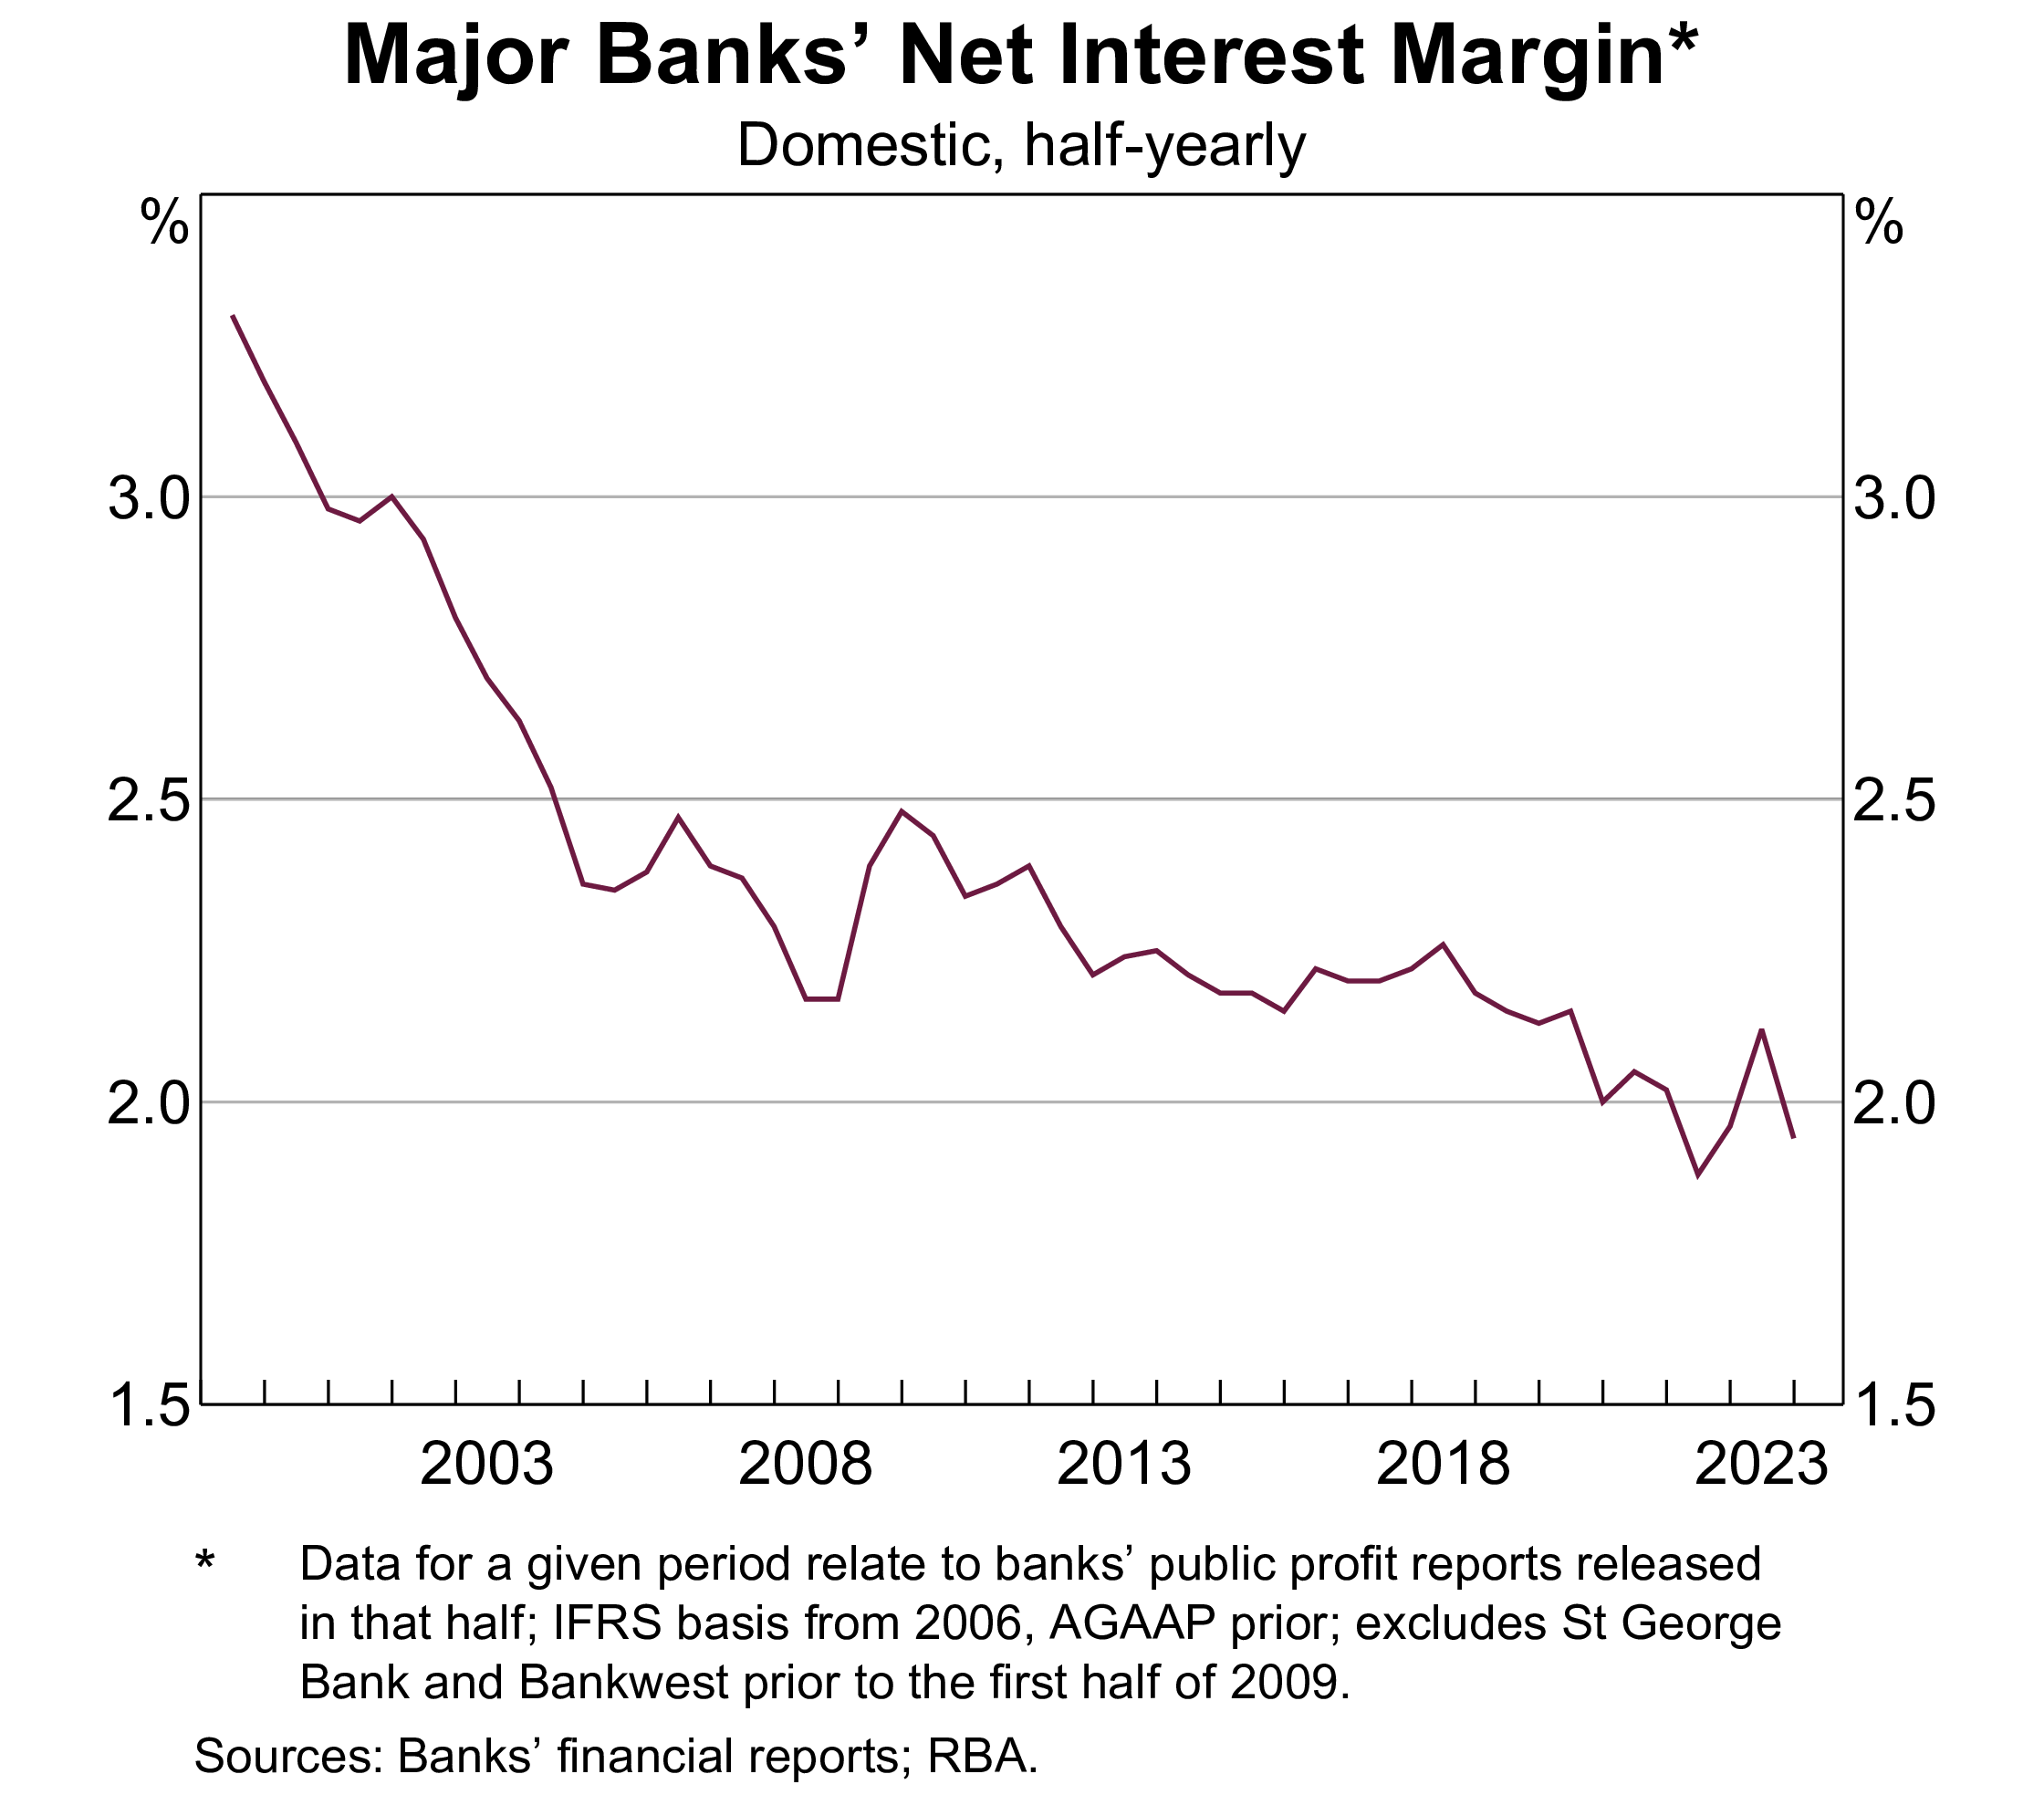 Major Banks’ Net Interest Margin*
Domestic, half-yearly
% %
3.0 3.0
2.5 2.5
2.0 2.0
1.5 1.5
2003 2008 2013 2018 2023
* Data for a given period relate to banks’ public profit reports released
in that half; IFRS basis from 2006, AGAAP prior; excludes St George
Bank and Bankwest prior to the first half of 2009.
Sources: Banks’ financial reports; RBA.